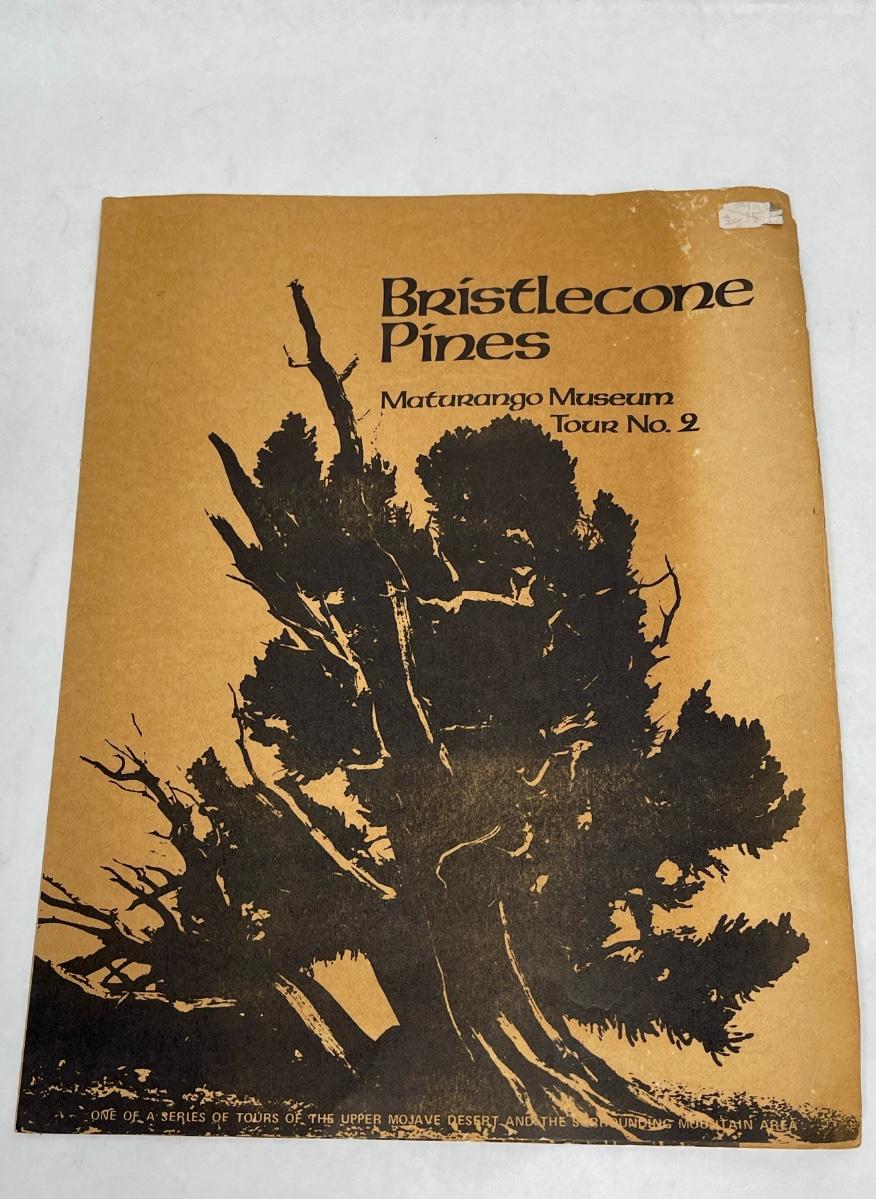 Bristlecone
Pines
Maturango Museum
Tour No. 2
ONE OF A SERIES OF TOURS OF THE UPPER MOJAVE DESERT AND THE SURROUNDING MOUNTAIN AREA